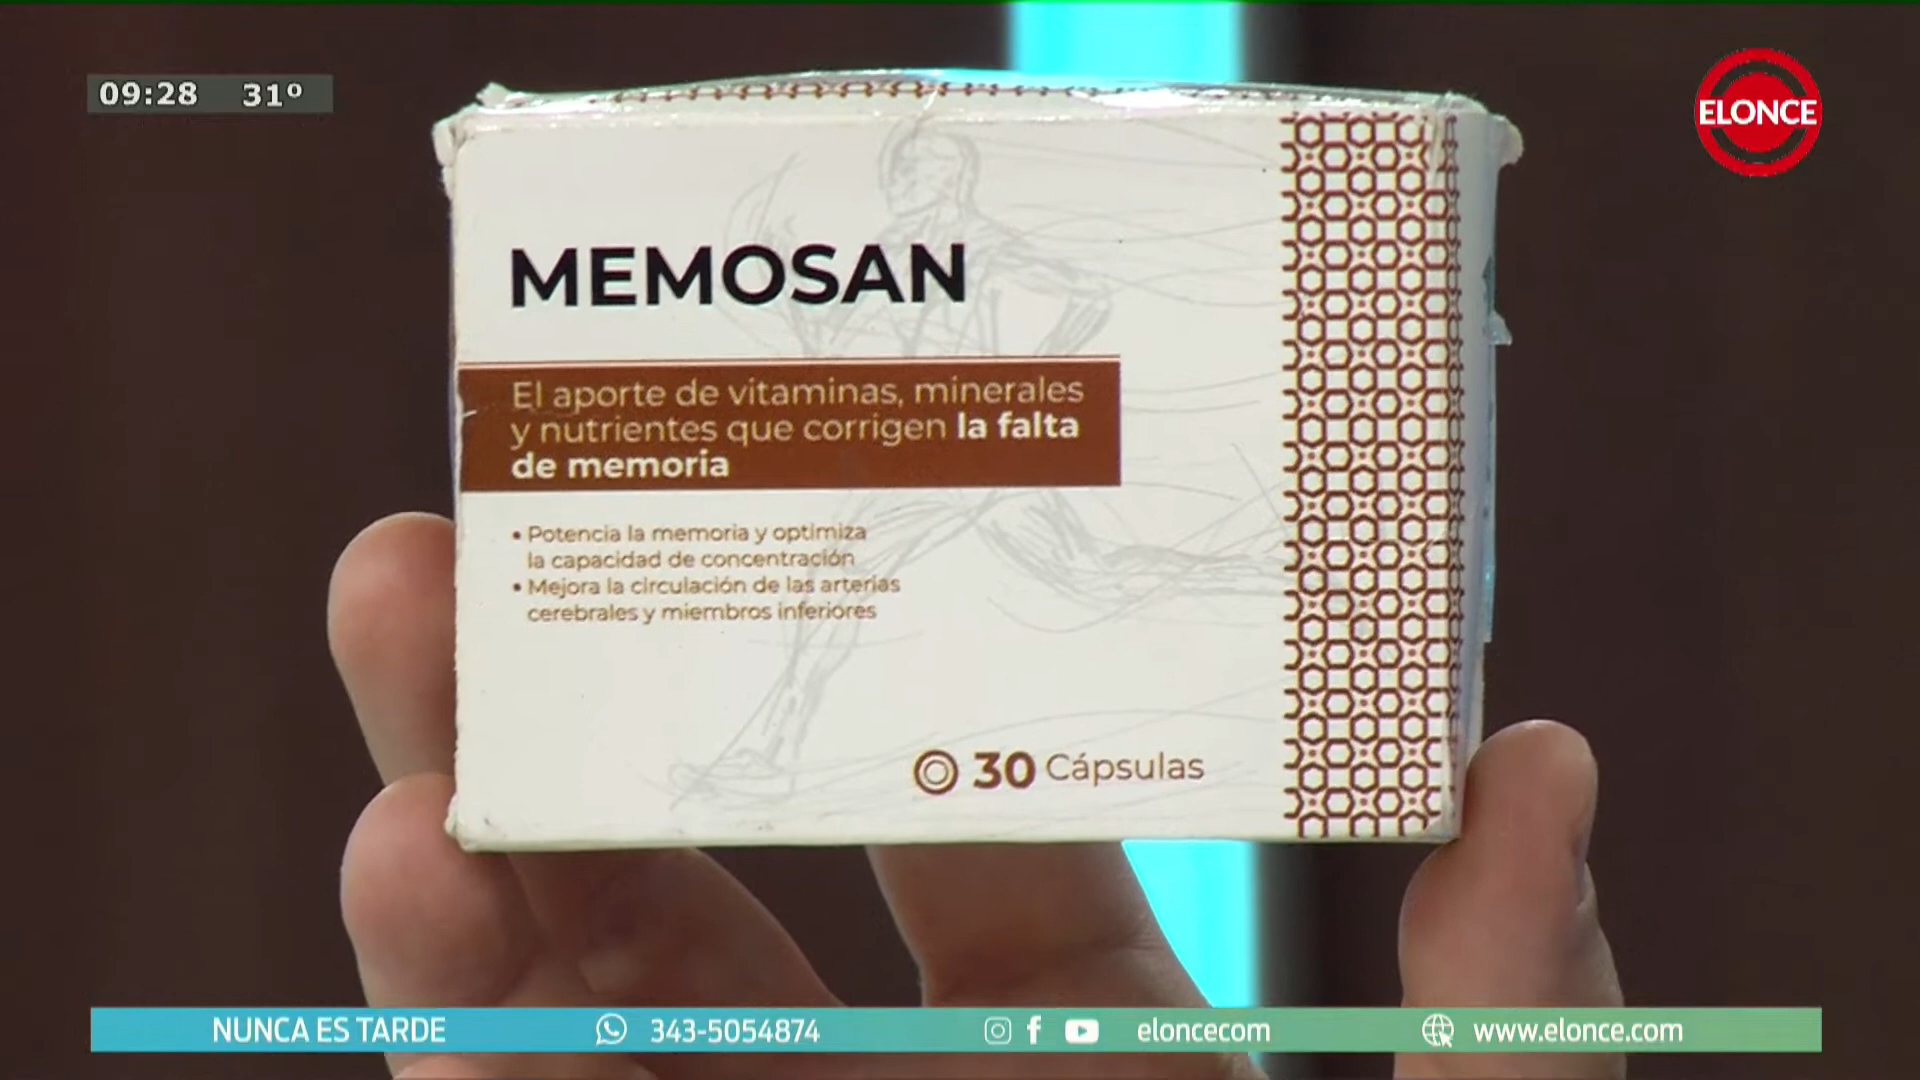 09:28 31º
ELONCE
MEMOSAN
El aporte de vitaminas, minerales
y nutrientes que corrigen la falta
de memoria
• Potencia la memoria y optimiza
la capacidad de concentración
• Mejora la circulación de las arterias
cerebrales y miembros inferiores
30 Cápsulas
NUNCA ES TARDE 343-5054874 eloncecom www.elonce.com